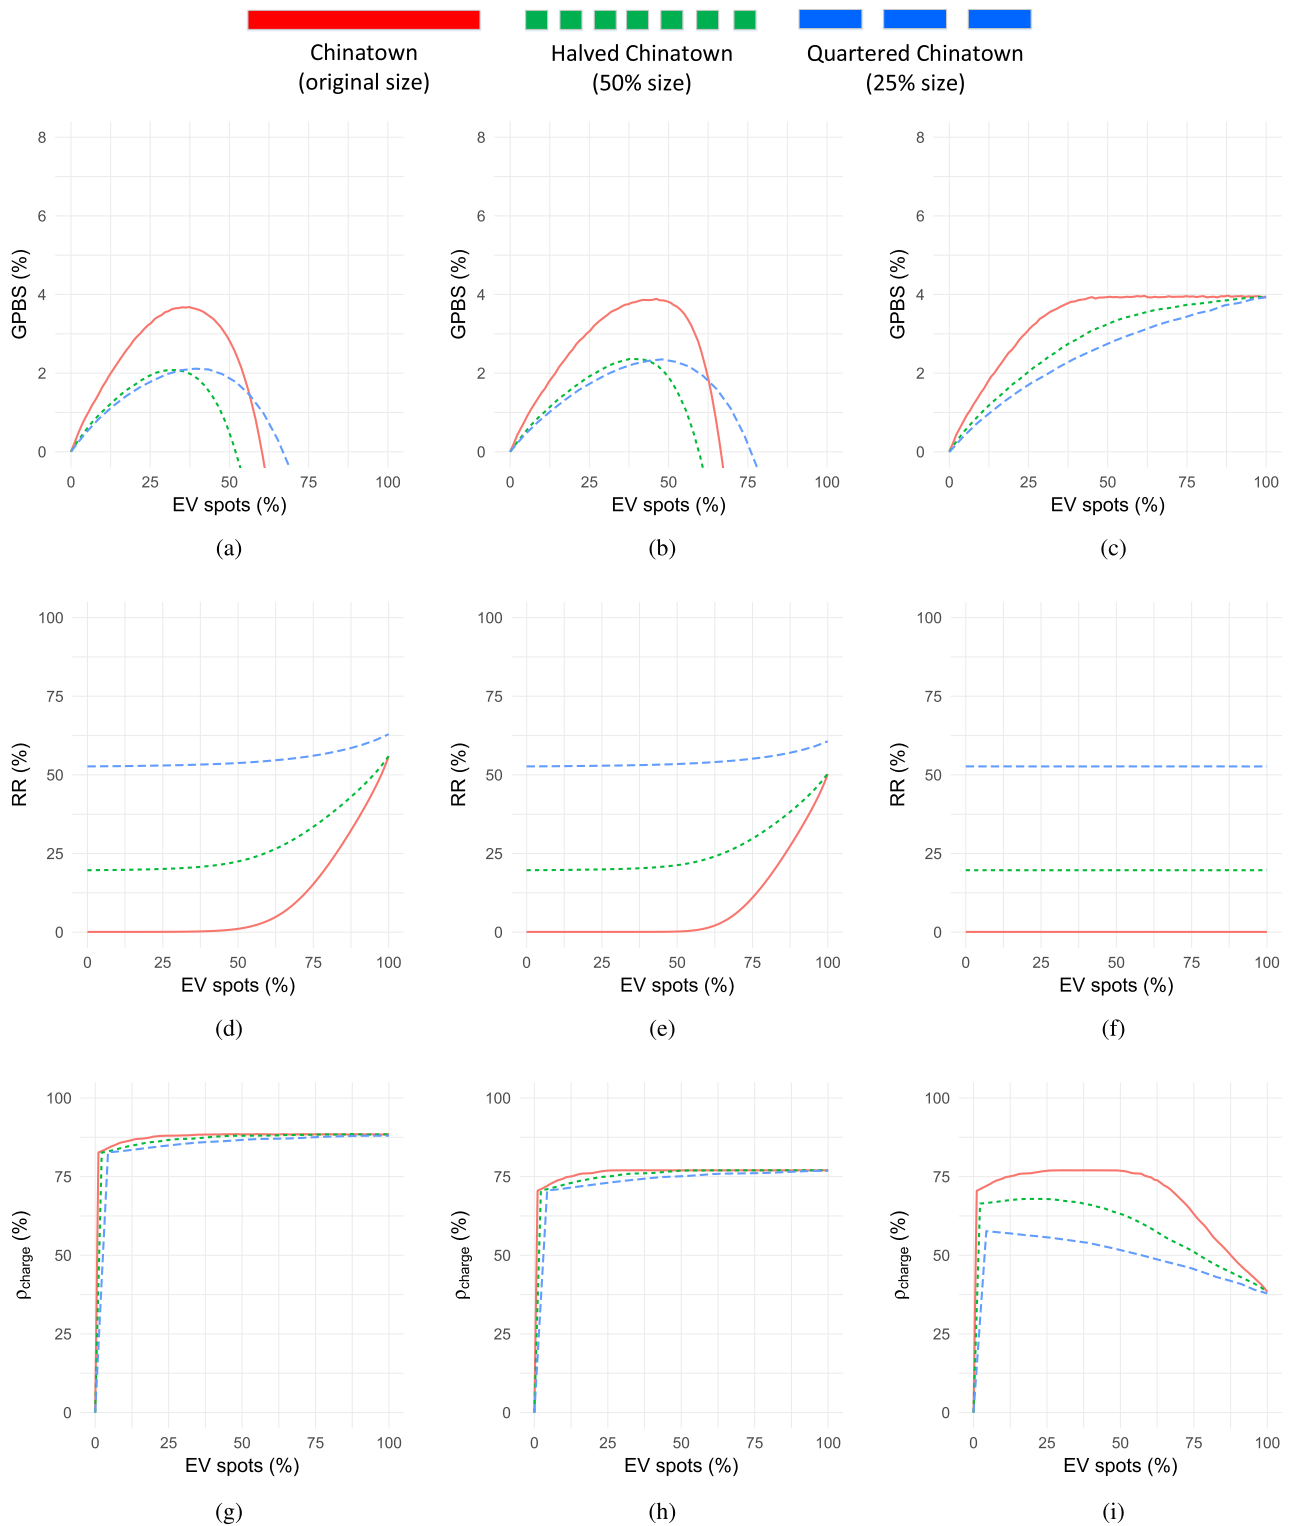 Chinatown
(original size)
Halved Chinatown
(50% size)
Quartered Chinatown
(25% size)
8
6
4
2
0
GPBS (%)
0 25 50 75 100
EV spots (%)
(a)
8
6
4
2
0
GPBS (%)
0 25 50 75 100
EV spots (%)
(b)
8
6
4
2
0
GPBS (%)
0 25 50 75 100
EV spots (%)
(c)
100
75
50
25
0
RR (%)
0 25 50 75 100
EV spots (%)
(d)
100
75
50
25
0
RR (%)
0 25 50 75 100
EV spots (%)
(e)
100
75
50
25
0
RR (%)
0 25 50 75 100
EV spots (%)
(f)
100
75
50
25
0
ρcharge (%)
0 25 50 75 100
EV spots (%)
(g)
100
75
50
25
0
ρcharge (%)
0 25 50 75 100
EV spots (%)
(h)
100
75
50
25
0
ρcharge (%)
0 25 50 75 100
EV spots (%)
(i)